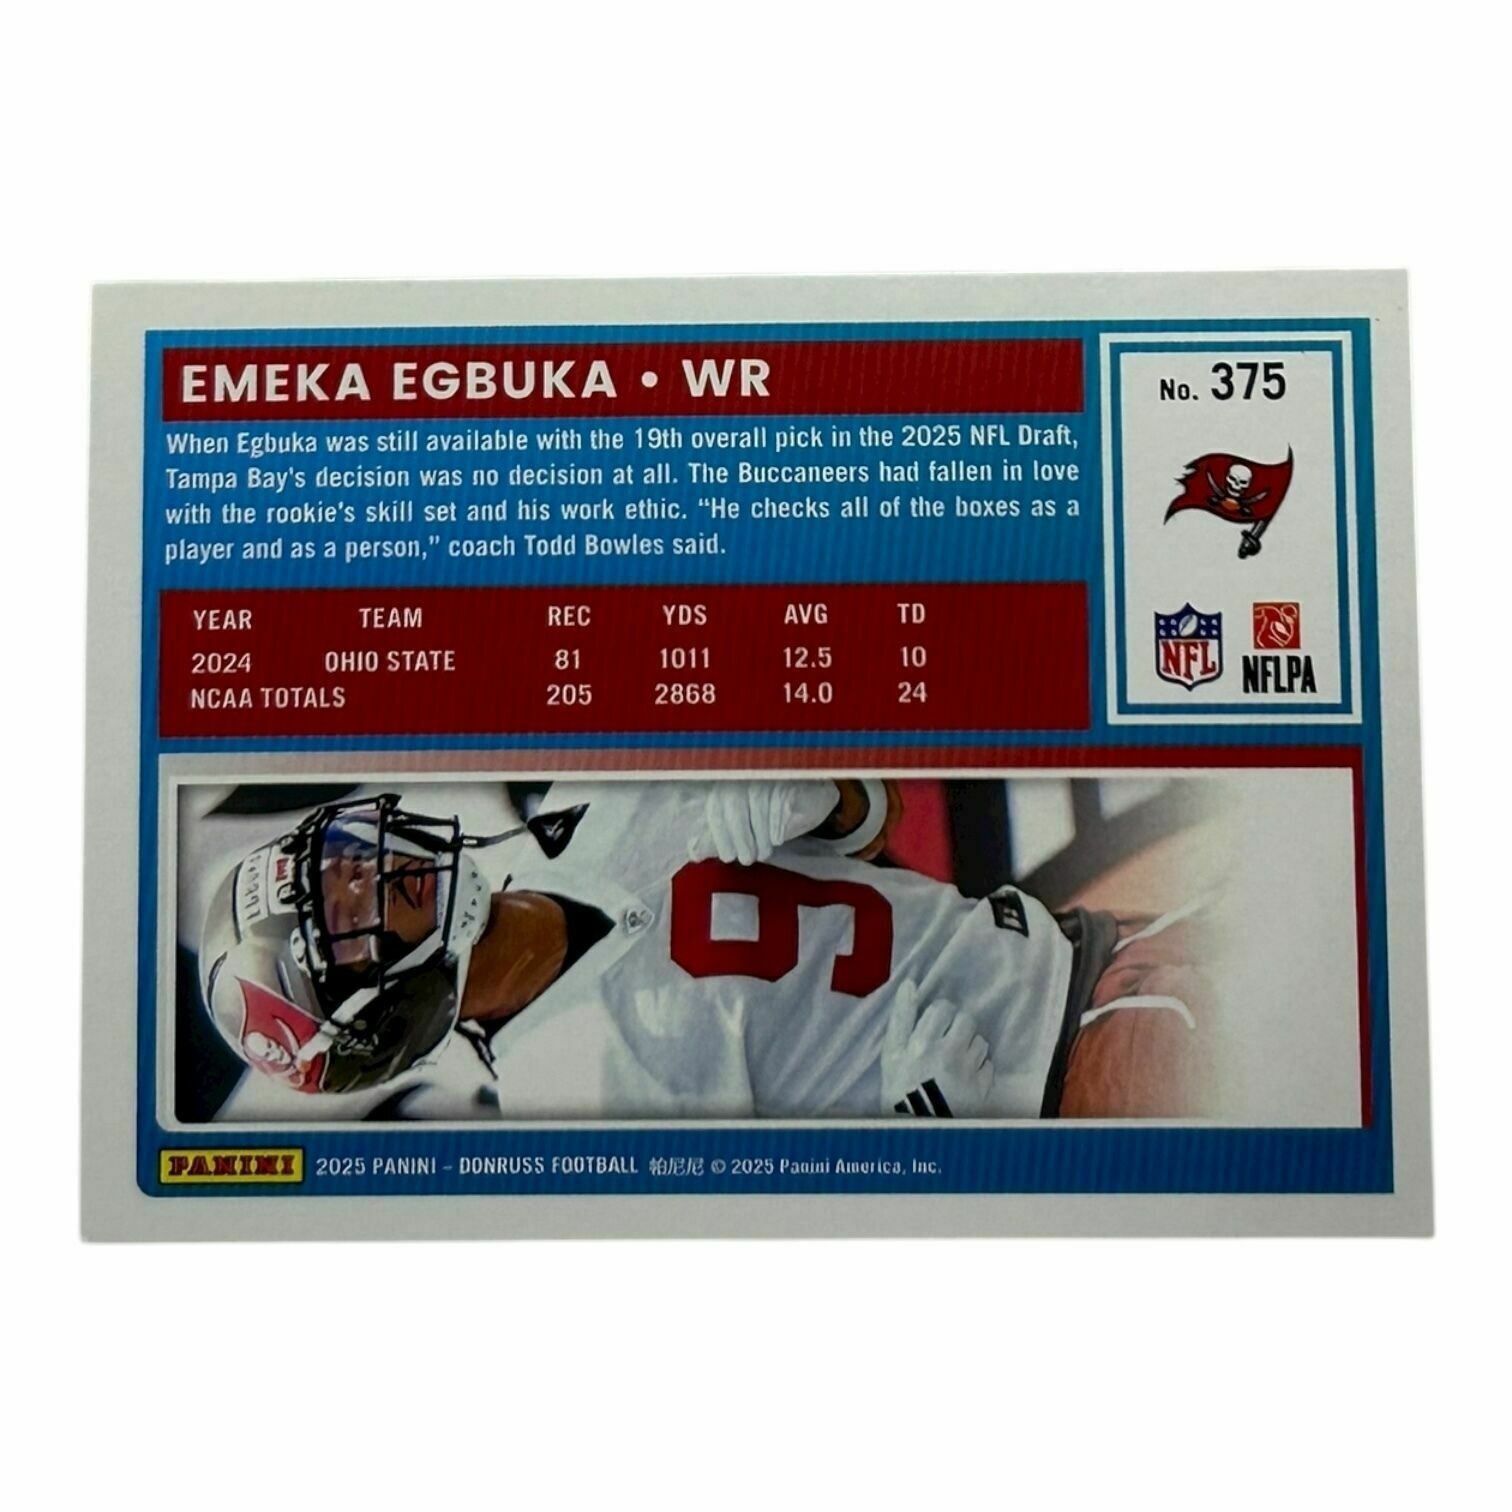 EMEKA EGBUKA • WR
When Egbuka was still available with the 19th overall pick in the 2025 NFL Draft,
Tampa Bay's decision was no decision at all. The Buccaneers had fallen in love
with the rookie's skill set and his work ethic. “He checks all of the boxes as a
player and as a person,” coach Todd Bowles said.
YEAR TEAM REC YDS AVG TD
2024 OHIO STATE 81 1011 12.5 10
NCAA TOTALS 205 2868 14.0 24
No. 375
NFL
NFLPA
9
PANINI 2025 PANINI – DONRUSS FOOTBALL 帕尼尼 © 2025 Panini America, Inc.